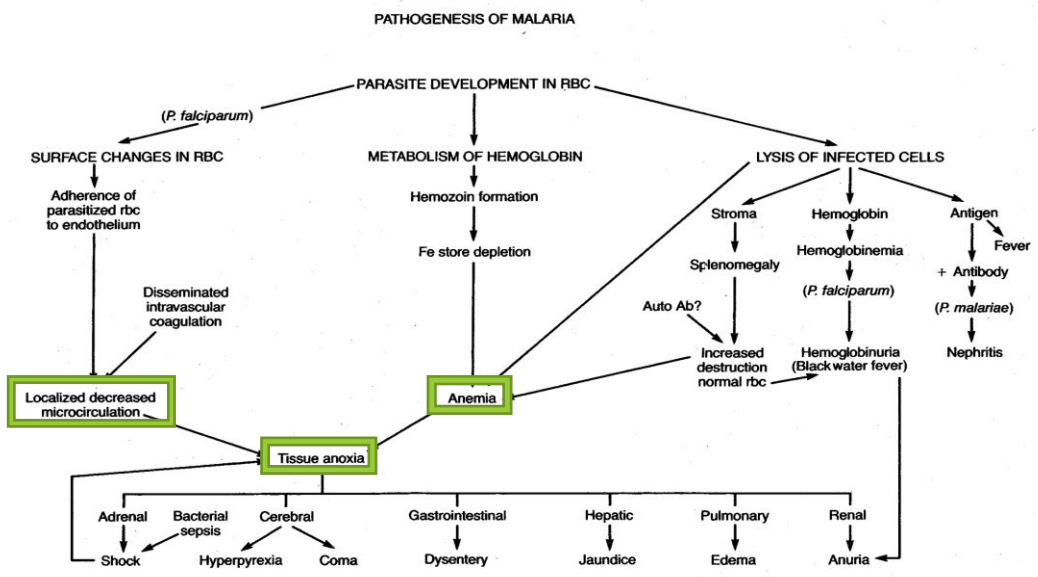 PATHOGENESIS OF MALARIA
PARASITE DEVELOPMENT IN RBC
(P. falciparum)
SURFACE CHANGES IN RBC
METABOLISM OF HEMOGLOBIN
LYSIS OF INFECTED CELLS
Adherence of
parasitized rbc
to endothelium
Hemozoin formation
Fe store depletion
Stroma
Hemoglobin
Antigen
Fever
Splenomegaly
Hemoglobinemia
+ Antibody
(P. falciparum)
(P. malariae)
Disseminated
intravascular
coagulation
Auto Ab?
Increased
destruction
normal rbc
Hemoglobinuria
(Black water fever)
Nephritis
Localized decreased
microcirculation
Anemia
Tissue anoxia
Adrenal
Bacterial
sepsis
Cerebral
Gastrointestinal
Hepatic
Pulmonary
Renal
Shock
Hyperpyrexia
Coma
Dysentery
Jaundice
Edema
Anuria